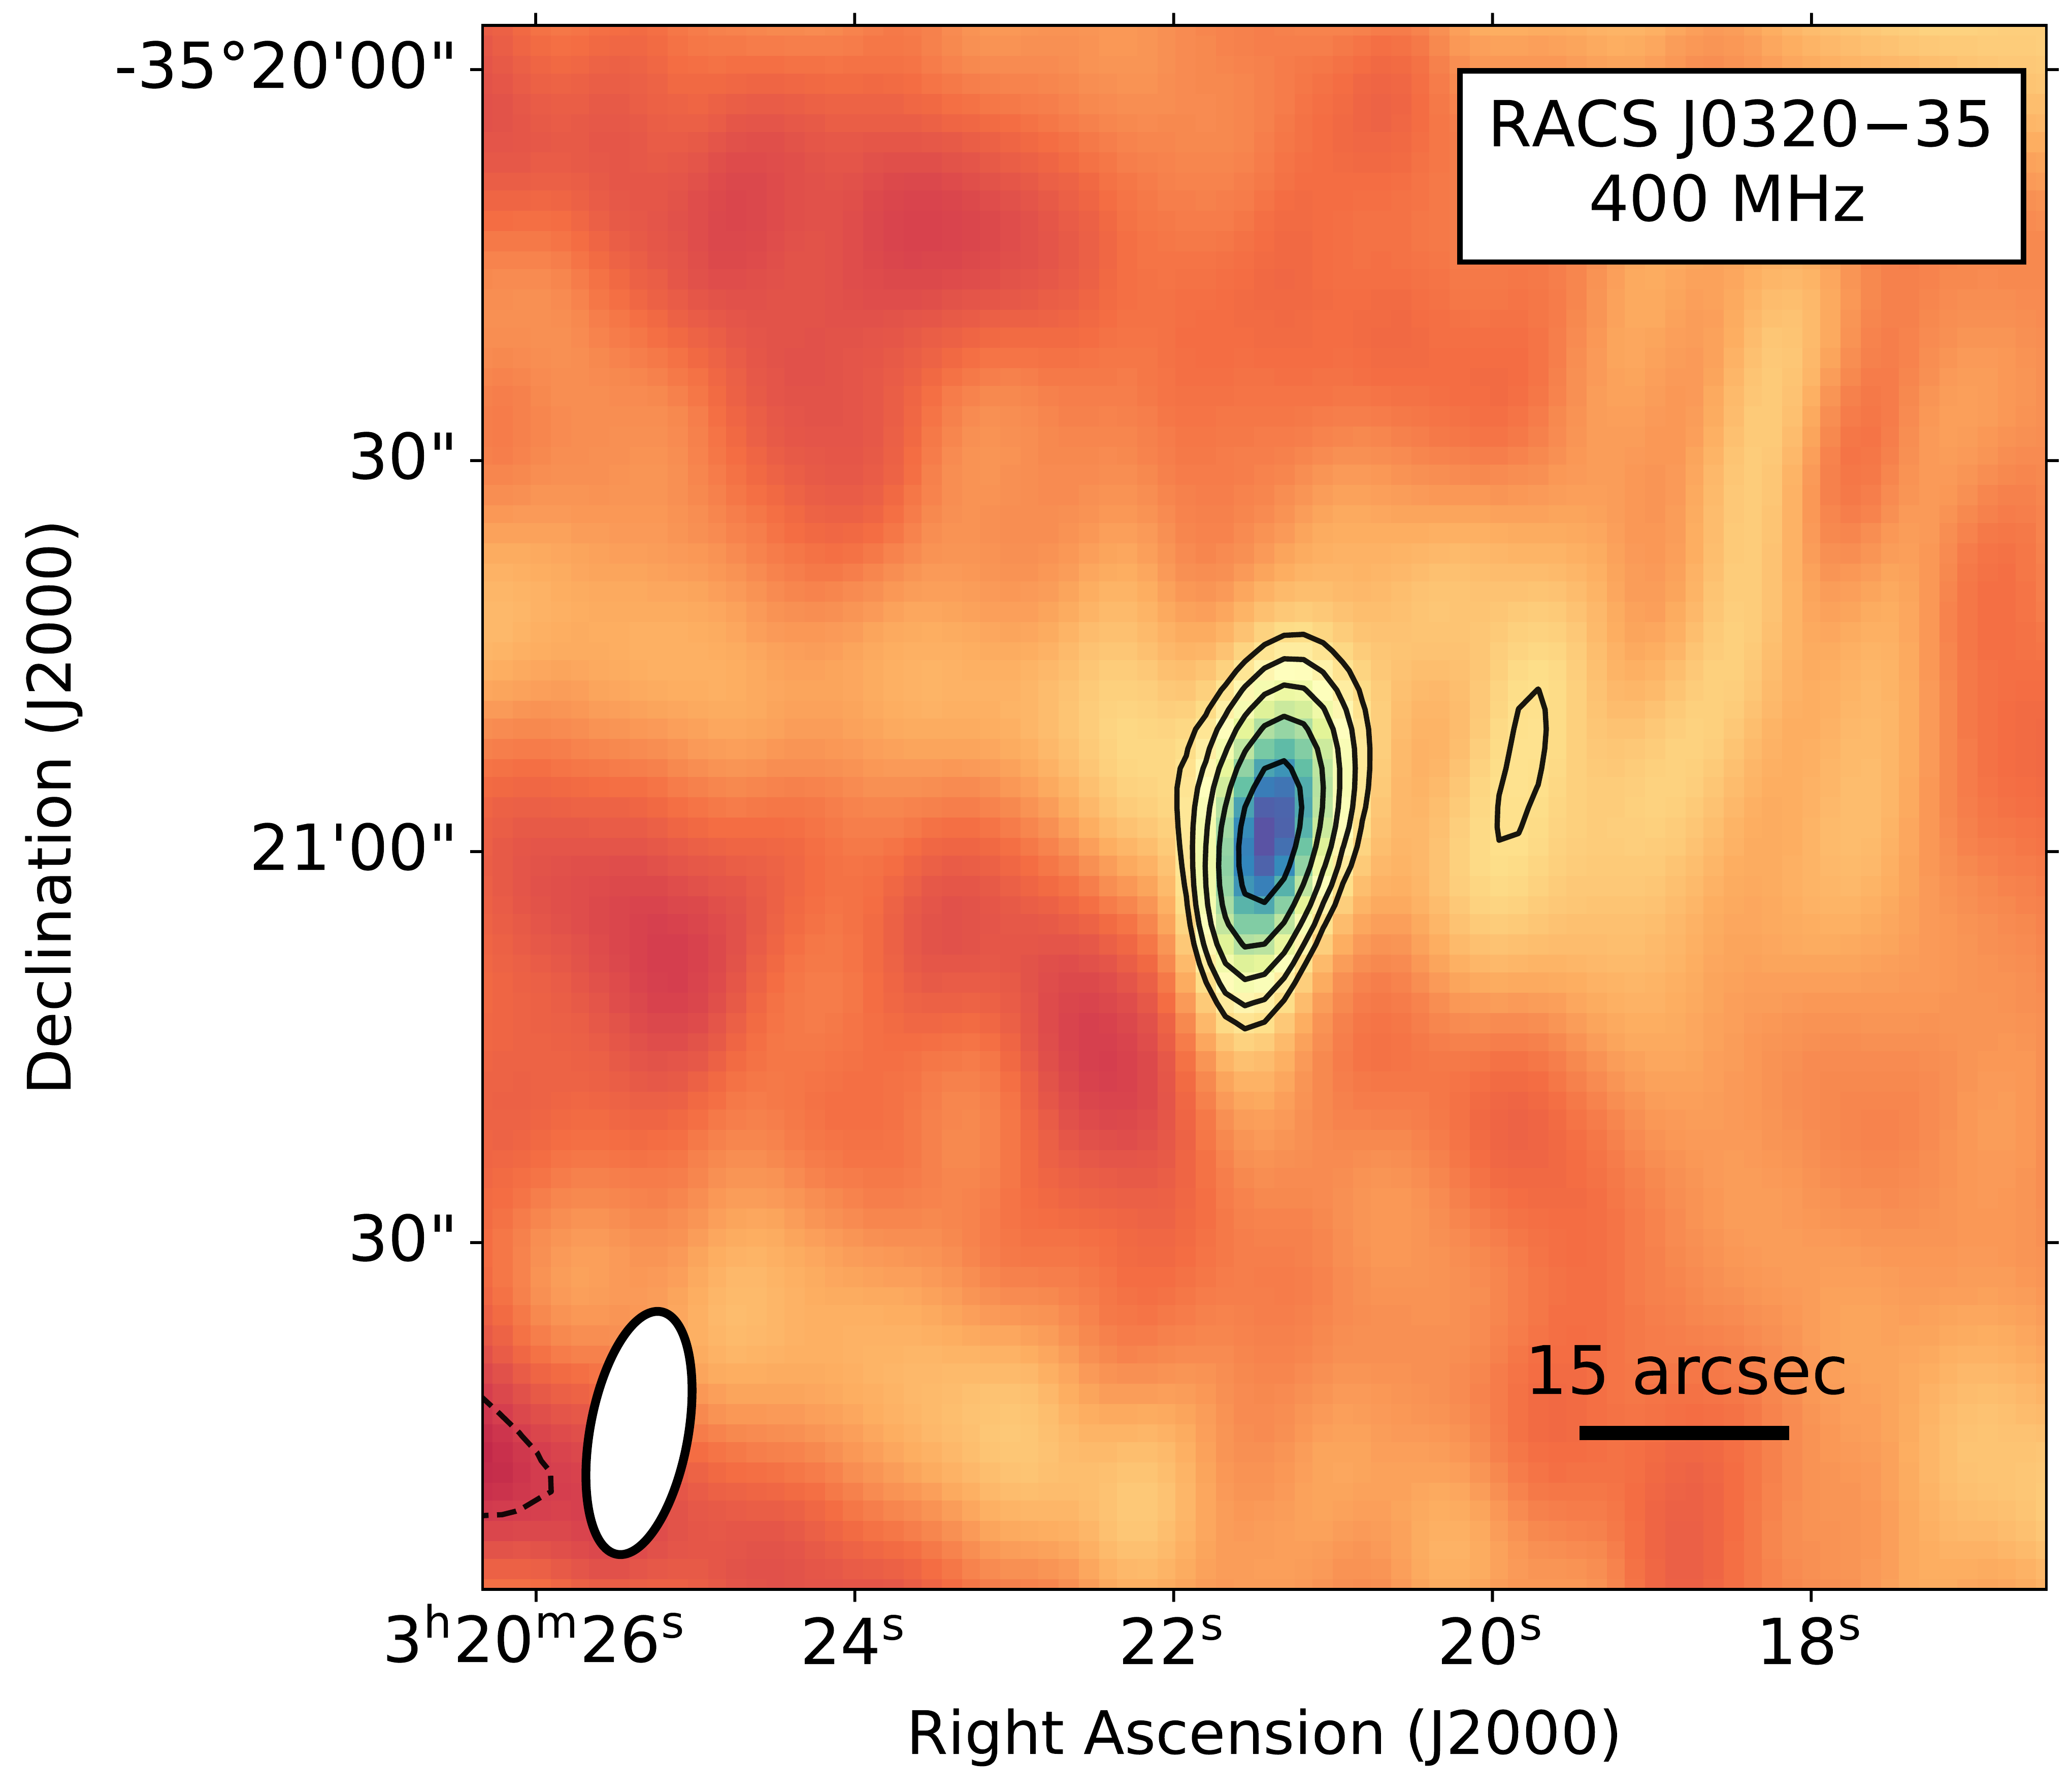 -35°20'00"
RACS J0320−35
400 MHz
30"
Declination (J2000)
21'00"
30"
15 arcsec
3ʰ20ᵐ26ˢ
24ˢ
22ˢ
20ˢ
18ˢ
Right Ascension (J2000)